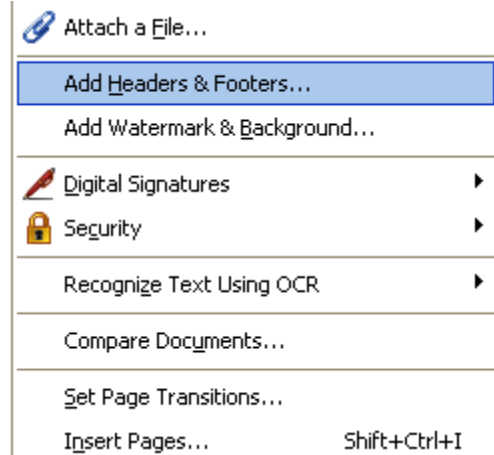 Attach a File...
Add Headers & Footers...
Add Watermark & Background...
Digital Signatures
Security
Recognize Text Using OCR
Compare Documents...
Set Page Transitions...
Insert Pages... Shift+Ctrl+I